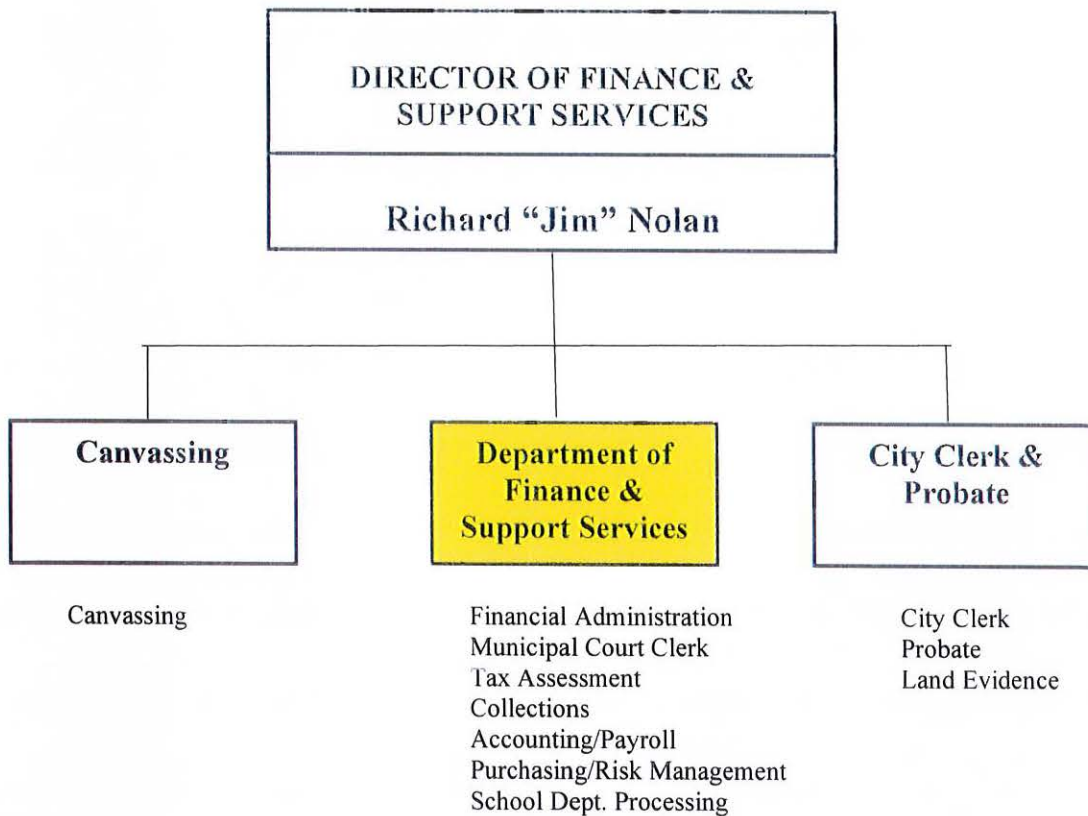 DIRECTOR OF FINANCE &
SUPPORT SERVICES
Richard “Jim” Nolan
Canvassing
Department of
Finance &
Support Services
City Clerk &
Probate
Canvassing
Financial Administration
Municipal Court Clerk
Tax Assessment
Collections
Accounting/Payroll
Purchasing/Risk Management
School Dept. Processing
City Clerk
Probate
Land Evidence